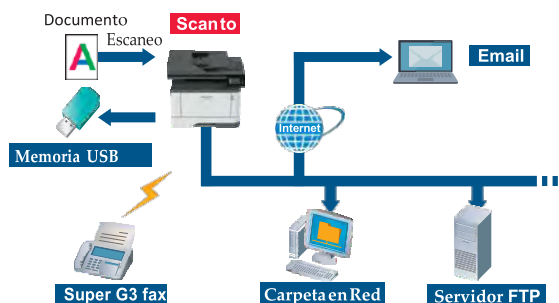 Documento
Escaneo
Scanto
A
Email
Internet
Memoria USB
Super G3 fax
Carpeta en Red
Servidor FTP